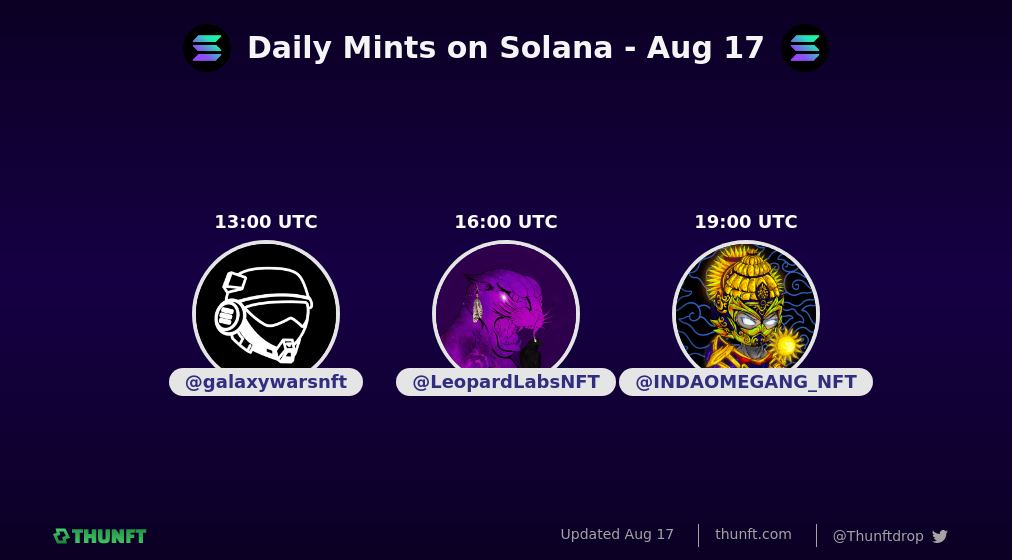 Daily Mints on Solana - Aug 17
13:00 UTC
16:00 UTC
19:00 UTC
@galaxywarsnft
@LeopardLabsNFT
@INDAOMEGANG_NFT
THUNFT
Updated Aug 17
thunft.com
@Thunftdrop